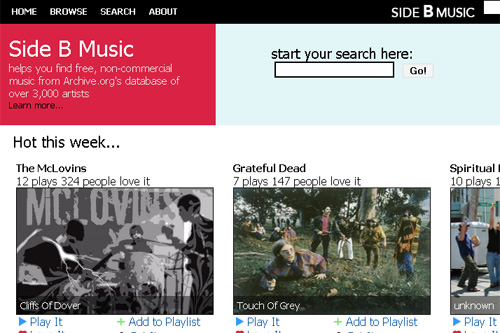 HOME BROWSE SEARCH ABOUT
SIDE B MUSIC
Side B Music
helps you find free, non-commercial
music from Archive.org's database of
over 3,000 artists
Learn more...
start your search here:
Go!
Hot this week...
The McLovins
12 plays 324 people love it
MCLOVINS
Cliffs Of Dover
Play It + Add to Playlist
Grateful Dead
7 plays 147 people love it
Touch Of Grey
Play It + Add to Playlist
Spiritual
10 plays 1
unknown
Play It